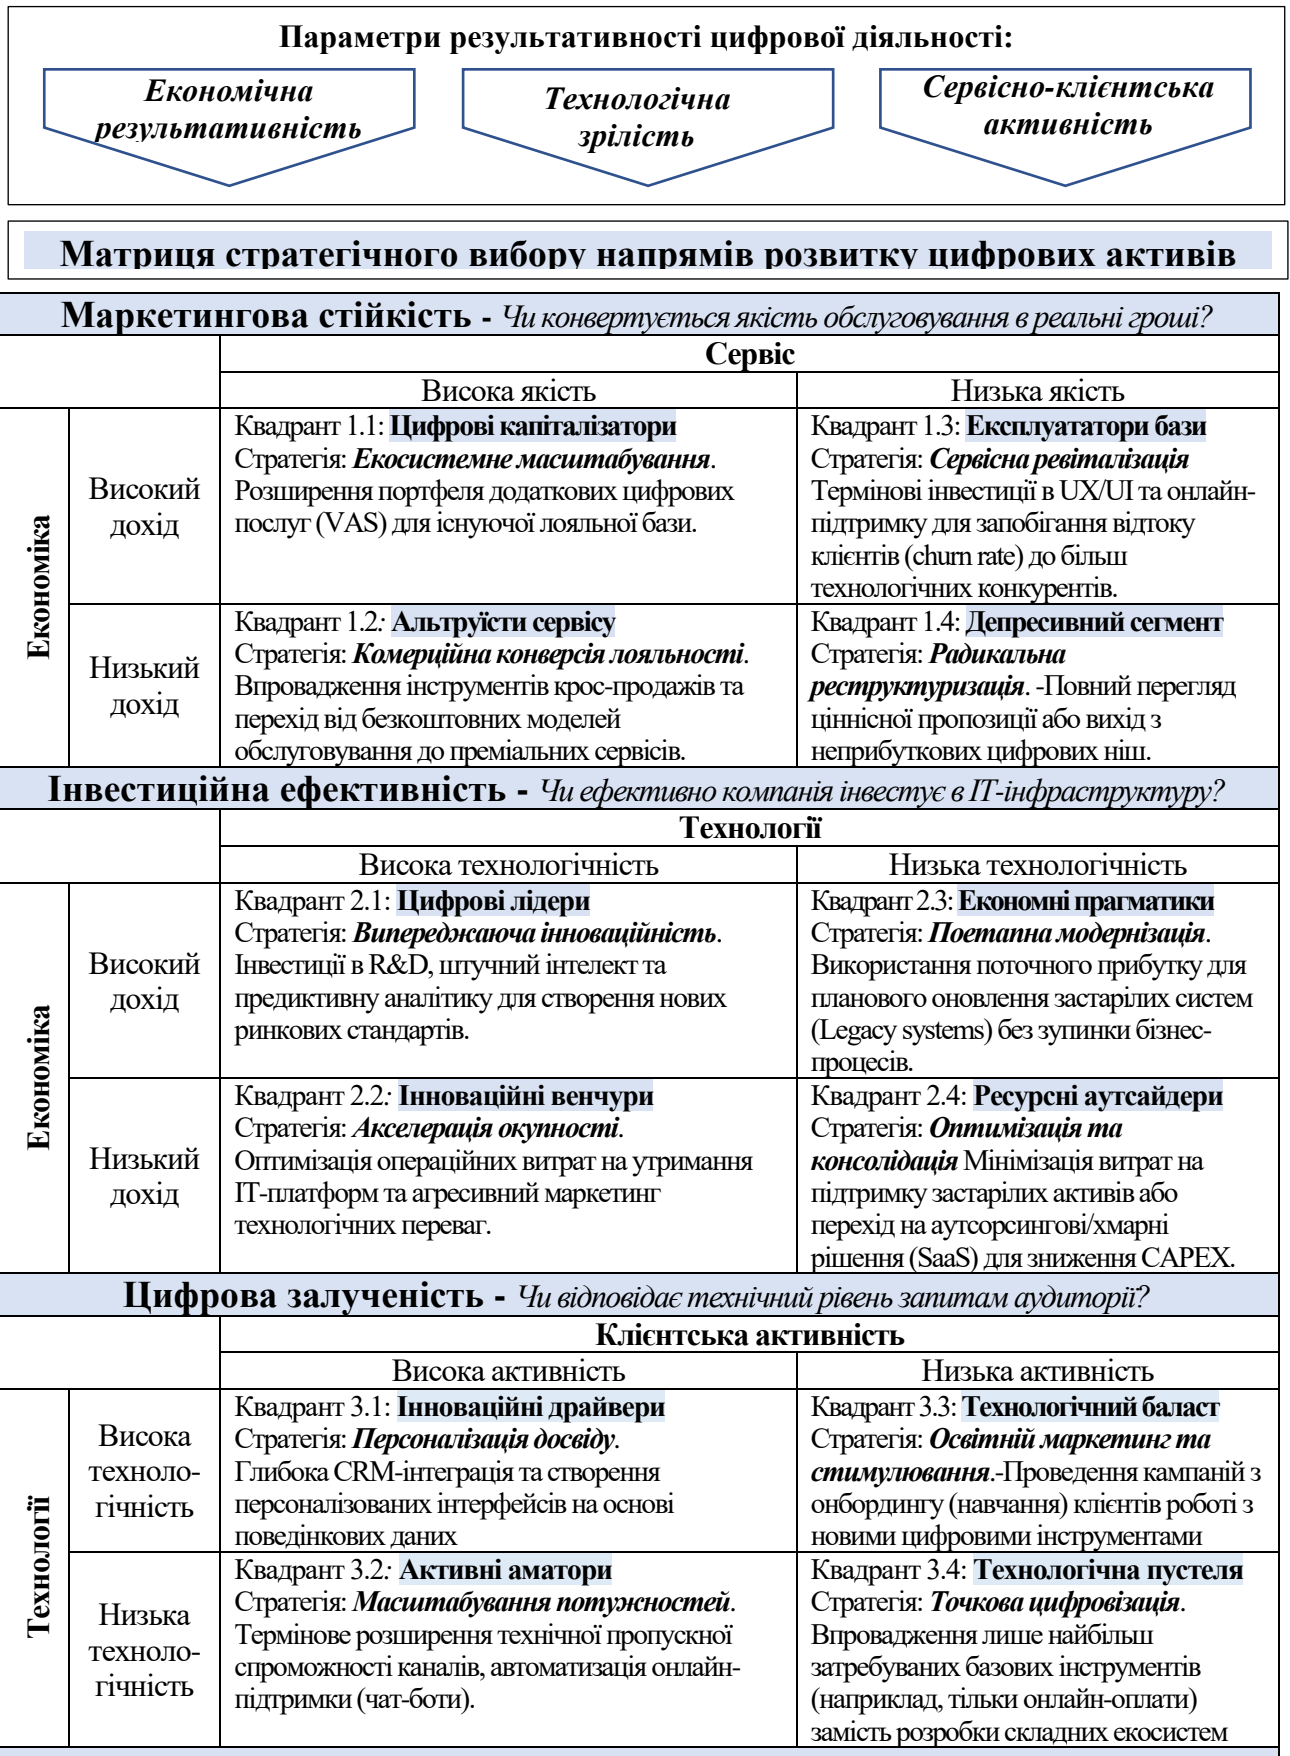 Параметри результативності цифрової діяльності:
Економічна
результативність
Технологічна
зрілість
Сервісно-клієнтська
активність
Матриця стратегічного вибору напрямів розвитку цифрових активів
Маркетингова стійкість - Чи конвертується якість обслуговування в реальні гроші?
Сервіс
Висока якість
Низька якість
Економіка
Високий
дохід
Квадрант 1.1: Цифрові капіталізатори
Стратегія: Екосистемне масштабування.
Розширення портфеля додаткових цифрових
послуг (VAS) для існуючої лояльної бази.
Квадрант 1.3: Експлуататори бази
Стратегія: Сервісна ревіталізація
Термінові інвестиції в UX/UI та онлайн-
підтримку для запобігання відтоку
клієнтів (churn rate) до більш
технологічних конкурентів.
Низький
дохід
Квадрант 1.2: Альтруїсти сервісу
Стратегія: Комерційна конверсія лояльності.
Впровадження інструментів крос-продажів та
перехід від безкоштовних моделей
обслуговування до преміальних сервісів.
Квадрант 1.4: Депресивний сегмент
Стратегія: Радикальна
реструктуризація. -Повний перегляд
ціннісної пропозиції або вихід з
неприбуткових цифрових ніш.
Інвестиційна ефективність - Чи ефективно компанія інвестує в ІТ-інфраструктуру?
Технології
Висока технологічність
Низька технологічність
Економіка
Високий
дохід
Квадрант 2.1: Цифрові лідери
Стратегія: Випереджаюча інноваційність.
Інвестиції в R&D, штучний інтелект та
предиктивну аналітику для створення нових
ринкових стандартів.
Квадрант 2.3: Економні прагматики
Стратегія: Поетапна модернізація.
Використання поточного прибутку для
планового оновлення застарілих систем
(Legacy systems) без зупинки бізнес-
процесів.
Низький
дохід
Квадрант 2.2: Інноваційні венчури
Стратегія: Акселерація окупності.
Оптимізація операційних витрат на утримання
ІТ-платформ та агресивний маркетинг
технологічних переваг.
Квадрант 2.4: Ресурсні аутсайдери
Стратегія: Оптимізація та
консолідація Мінімізація витрат на
підтримку застарілих активів або
перехід на аутсорсингові/хмарні
рішення (SaaS) для зниження CAPEX.
Цифрова залученість - Чи відповідає технічний рівень запитам аудиторії?
Клієнтська активність
Висока активність
Низька активність
Технології
Висока
техноло-
гічність
Квадрант 3.1: Інноваційні драйвери
Стратегія: Персоналізація досвіду.
Глибока CRM-інтеграція та створення
персоналізованих інтерфейсів на основі
поведінкових даних
Квадрант 3.3: Технологічний баласт
Стратегія: Освітній маркетинг та
стимулювання.-Проведення кампаній з
онбордингу (навчання) клієнтів роботі з
новими цифровими інструментами
Низька
техноло-
гічність
Квадрант 3.2: Активні аматори
Стратегія: Масштабування потужностей.
Термінове розширення технічної пропускної
спроможності каналів, автоматизація онлайн-
підтримки (чат-боти).
Квадрант 3.4: Технологічна пустеля
Стратегія: Точкова цифровізація.
Впровадження лише найбільш
затребуваних базових інструментів
(наприклад, тільки онлайн-оплати)
замість розробки складних екосистем